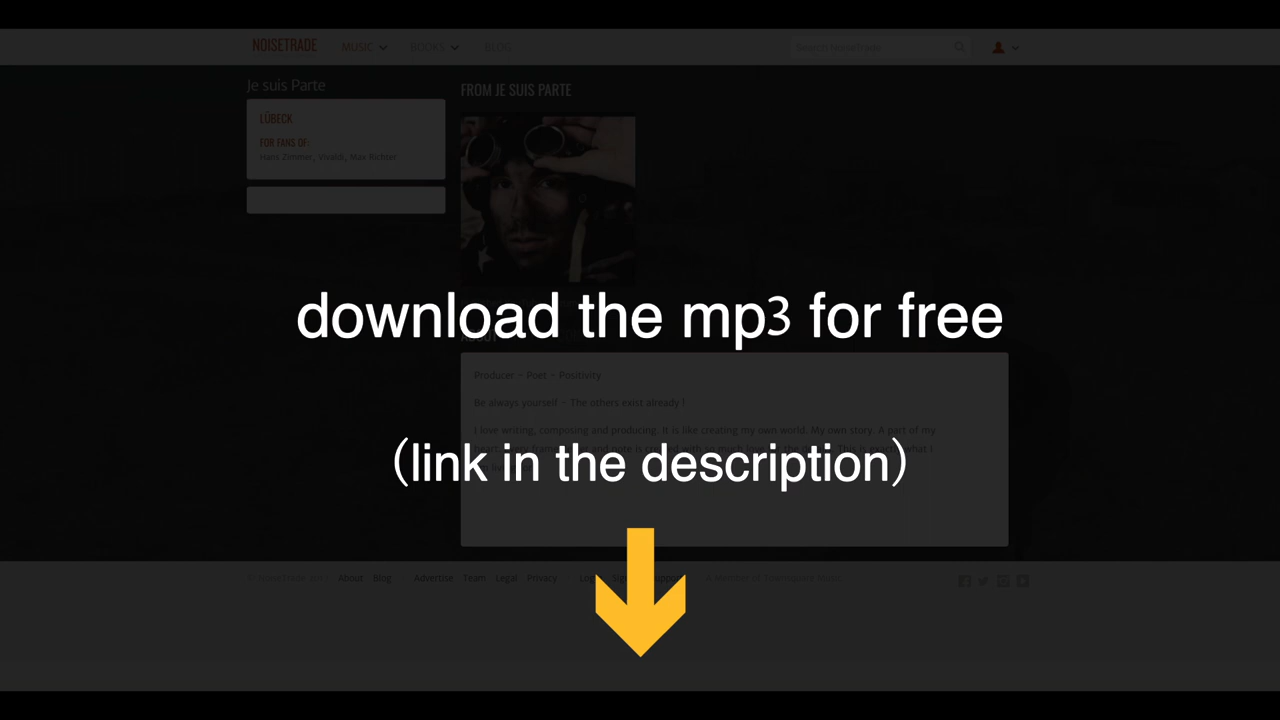 NOISETRADE
MUSIC
BOOKS
BLOG
Search NoiseTrade
Je suis Parte
LÜBECK
FOR FANS OF:
Hans Zimmer, Vivaldi, Max Richter
FROM JE SUIS PARTE
download the mp3 for free
ABOUT
Producer - Poet - Positivity
Be always yourself - The others exist already !
I love writing, composing and producing. It is like creating my own world. My own story. A part of my
(link in the description)
About Blog Advertise Team Legal Privacy